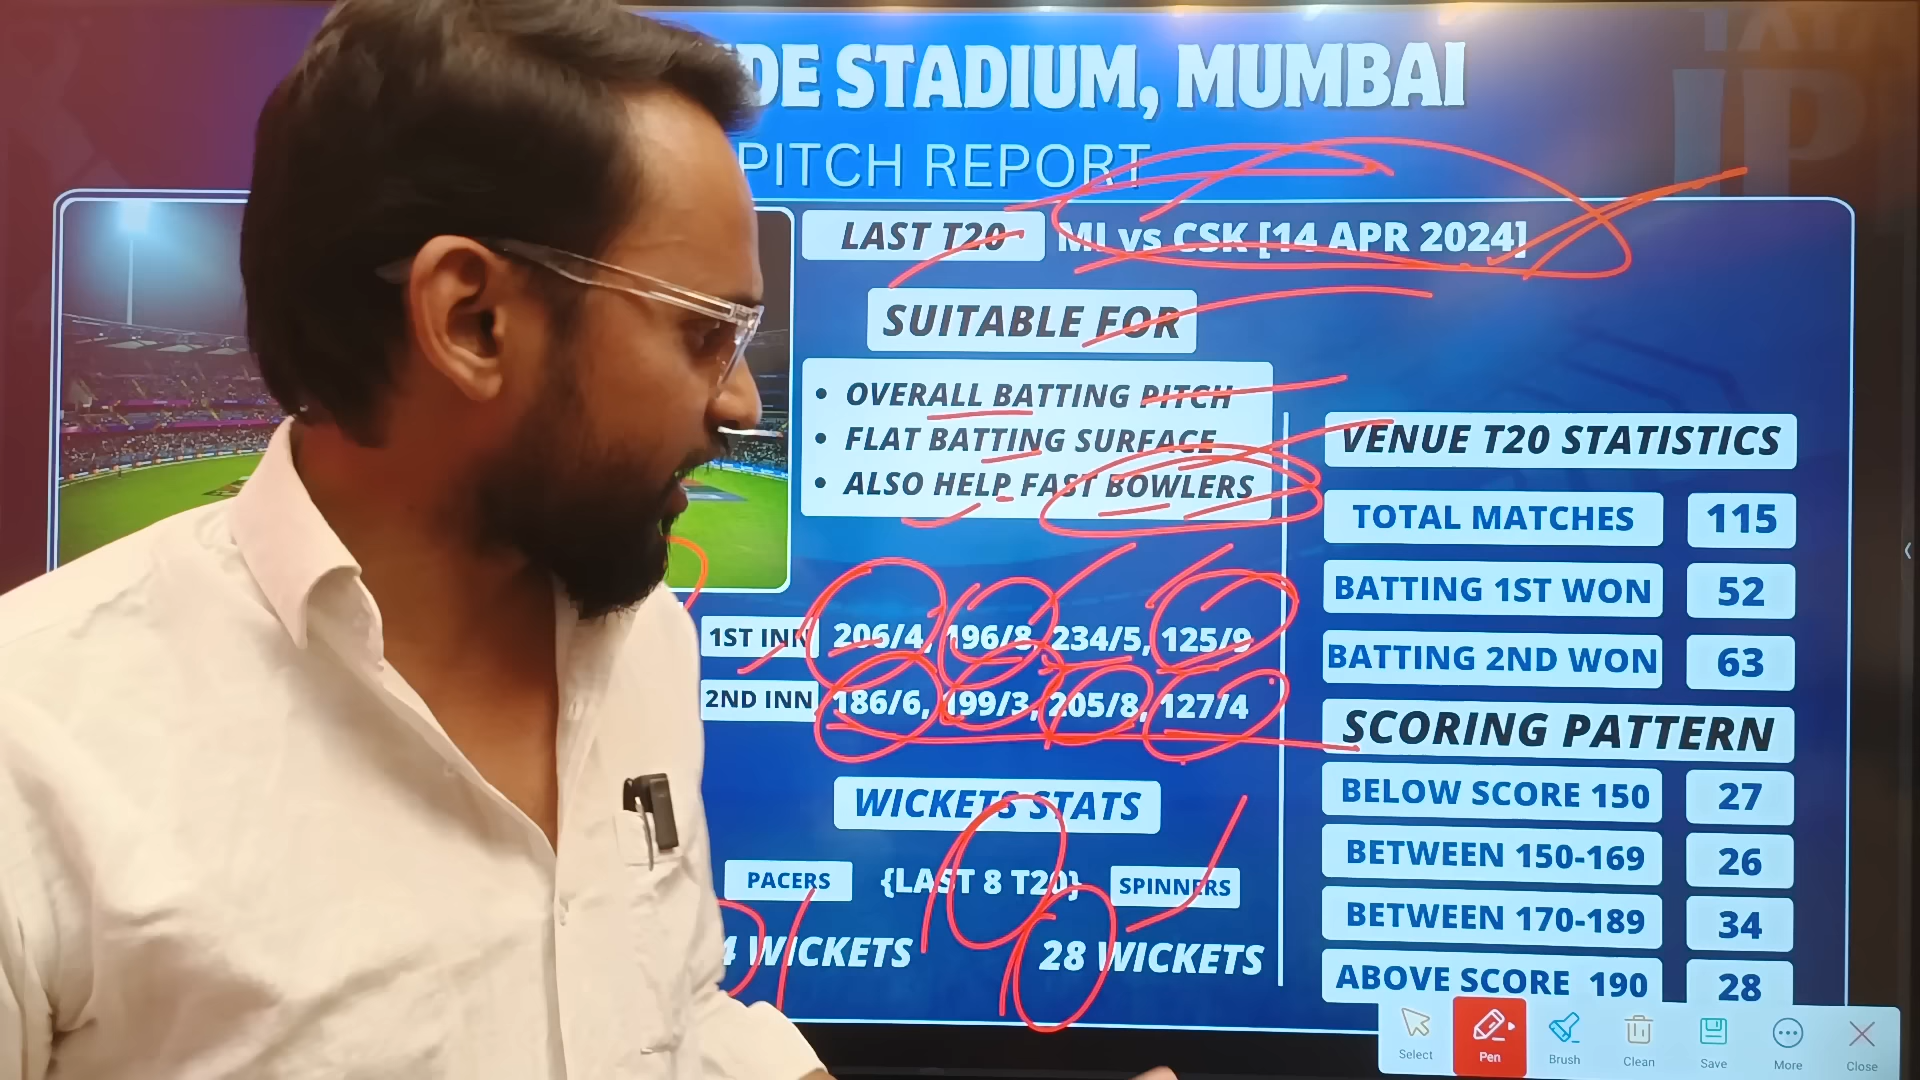 DE STADIUM, MUMBAI
PITCH REPORT
LAST T20 MI vs CSK [14 APR 2024]
SUITABLE FOR
• OVERALL BATTING PITCH
• FLAT BATTING SURFACE
• ALSO HELP FAST BOWLERS
1ST INN 206/4, 196/8, 234/5, 125/9
2ND INN 186/6, 199/3, 205/8, 127/4
WICKETS STATS
PACERS {LAST 8 T20} SPINNERS
4 WICKETS 28 WICKETS
VENUE T20 STATISTICS
TOTAL MATCHES 115
BATTING 1ST WON 52
BATTING 2ND WON 63
SCORING PATTERN
BELOW SCORE 150 27
BETWEEN 150-169 26
BETWEEN 170-189 34
ABOVE SCORE 190 28
Select Pen Brush Clean Save More Close